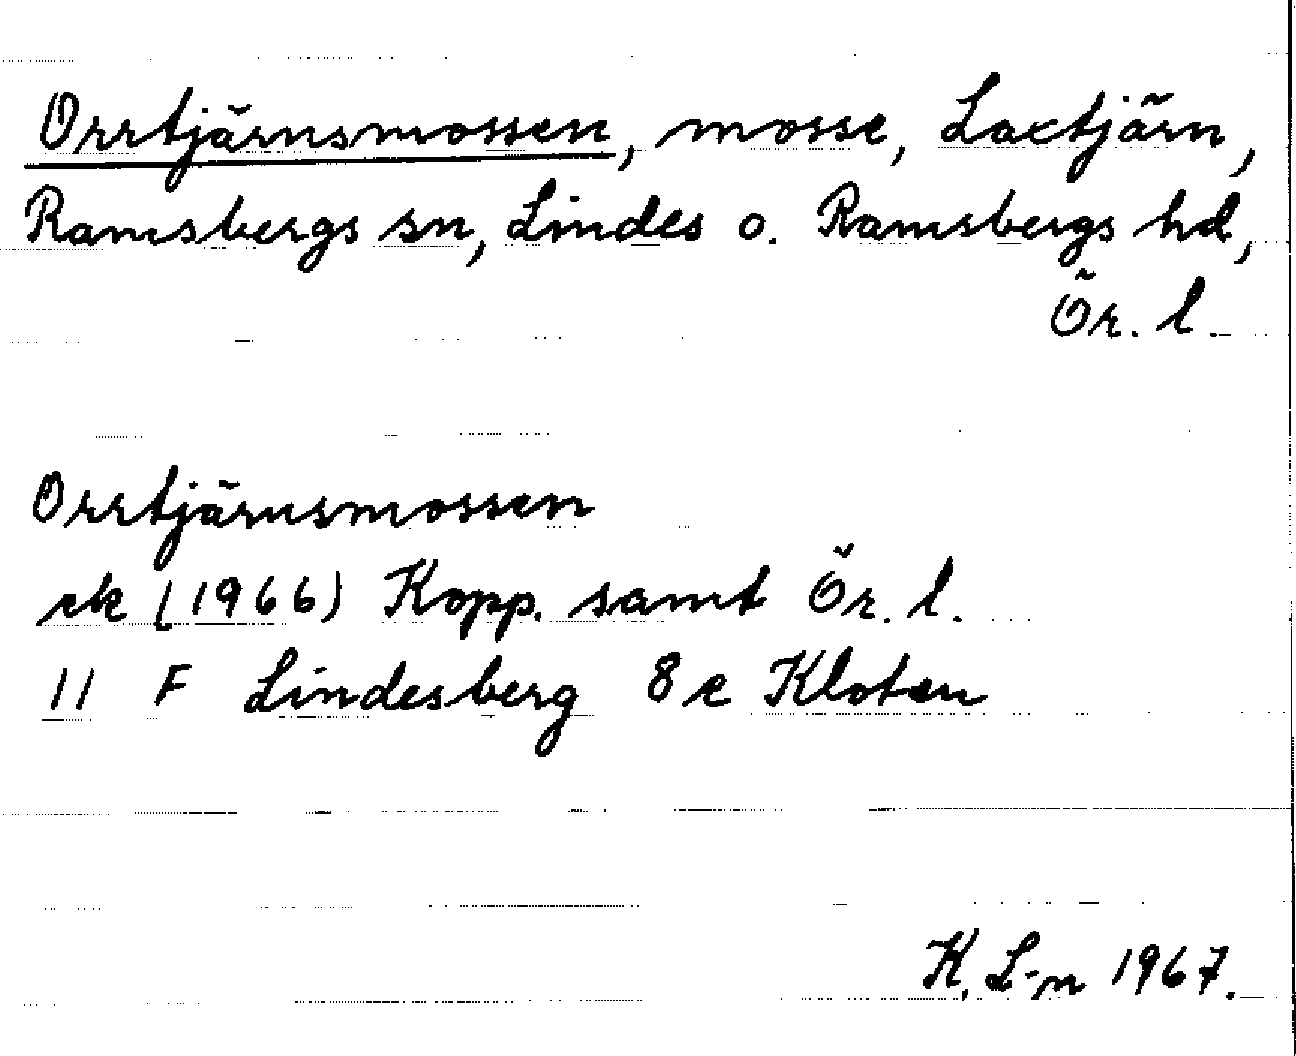 Orrtjärnsmossen, mosse, Laxtjärn,
Ramsbergs sn, Lindes o. Ramsbergs hd,
Ör. l.
Orrtjärnsmossen
ek (1966) Kopp. samt Ör. l.
11 F Lindesberg 8 e Kloten
K. L-n 1967.